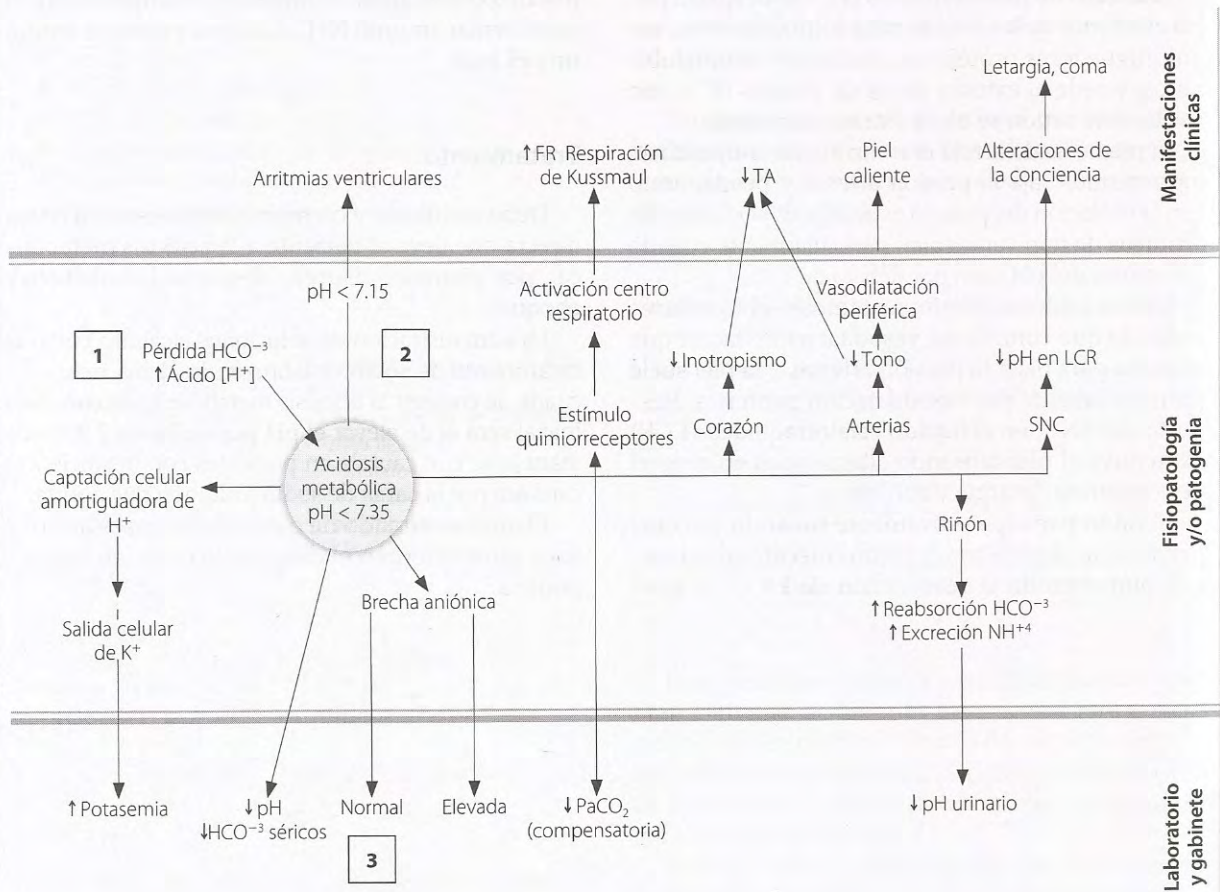 Letargia, coma
Manifestaciones
clínicas
Arritmias ventriculares
↑FR Respiración
de Kussmaul
↓TA
Piel
caliente
Alteraciones de
la conciencia
pH < 7.15
Activación centro
respiratorio
Vasodilatación
periférica
1
Pérdida HCO⁻³
↑Ácido [H⁺]
2
↓Inotropismo
↓Tono
↓pH en LCR
Estímulo
quimiorreceptores
Corazón
Arterias
SNC
Fisiopatología
y/o patogenia
Acidosis
metabólica
pH < 7.35
Captación celular
amortiguadora de
H⁺
Riñón
Brecha aniónica
↑Reabsorción HCO⁻³
↑Excreción NH⁺⁴
Salida celular
de K⁺
↑Potasemia
↓pH
↓HCO⁻³ séricos
Normal
Elevada
↓PaCO₂
(compensatoria)
↓pH urinario
3
Laboratorio
y gabinete